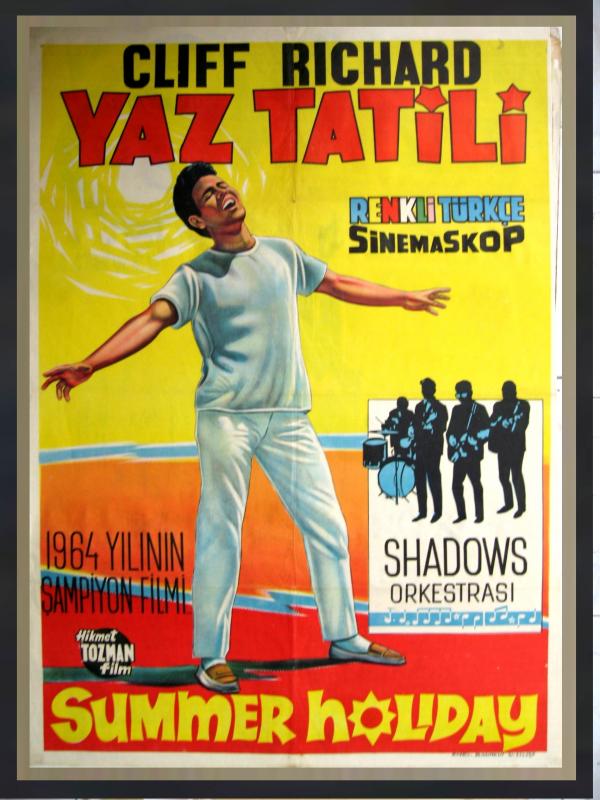 CLIFF RICHARD
YAZ TATİLİ
RENKLİ TÜRKÇE
SİNEMASKOP
1964 YILININ
ŞAMPİYON FİLMİ
SHADOWS
ORKESTRASI
Hikmet
TOZMAN
film
SUMMER hOLiDAY